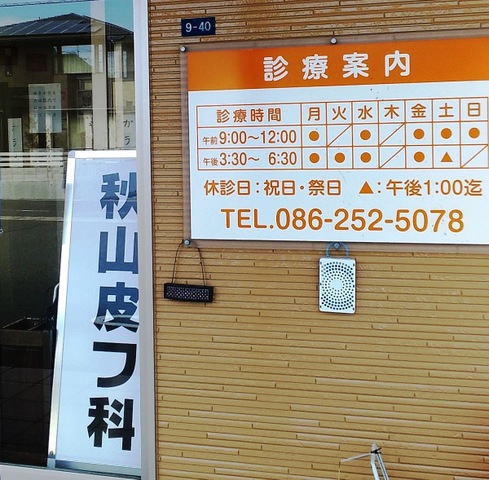 9-40
診療案内
診療時間 月 火 水 木 金 土 日
午前 9:00～12:00 ● ／ ● ／ ● ● ●
午後 3:30～ 6:30 ● ● ● ／ ● ▲ ／
休診日：祝日・祭日 ▲：午後1:00迄
TEL.086-252-5078
秋山皮フ科